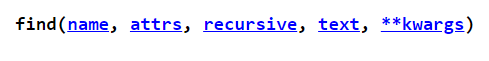 find(name, attrs, recursive, text, **kwargs)